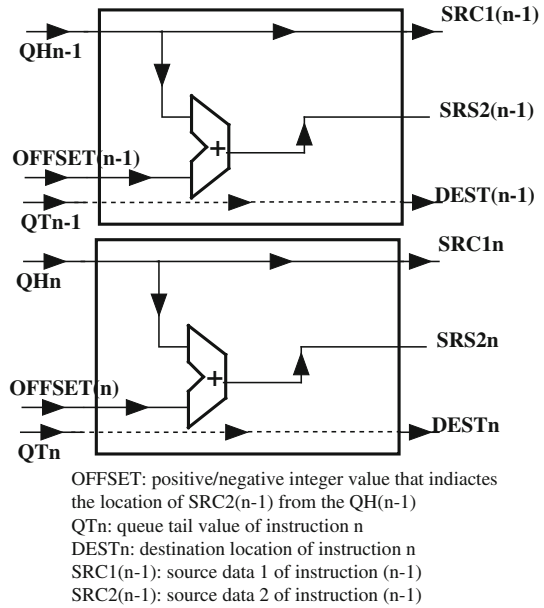 SRC1(n-1)
QHn-1
SRS2(n-1)
+
OFFSET(n-1)
DEST(n-1)
QTn-1
SRC1n
QHn
SRS2n
+
OFFSET(n)
DESTn
QTn
OFFSET: positive/negative integer value that indiactes
the location of SRC2(n-1) from the QH(n-1)
QTn: queue tail value of instruction n
DESTn: destination location of instruction n
SRC1(n-1): source data 1 of instruction (n-1)
SRC2(n-1): source data 2 of instruction (n-1)